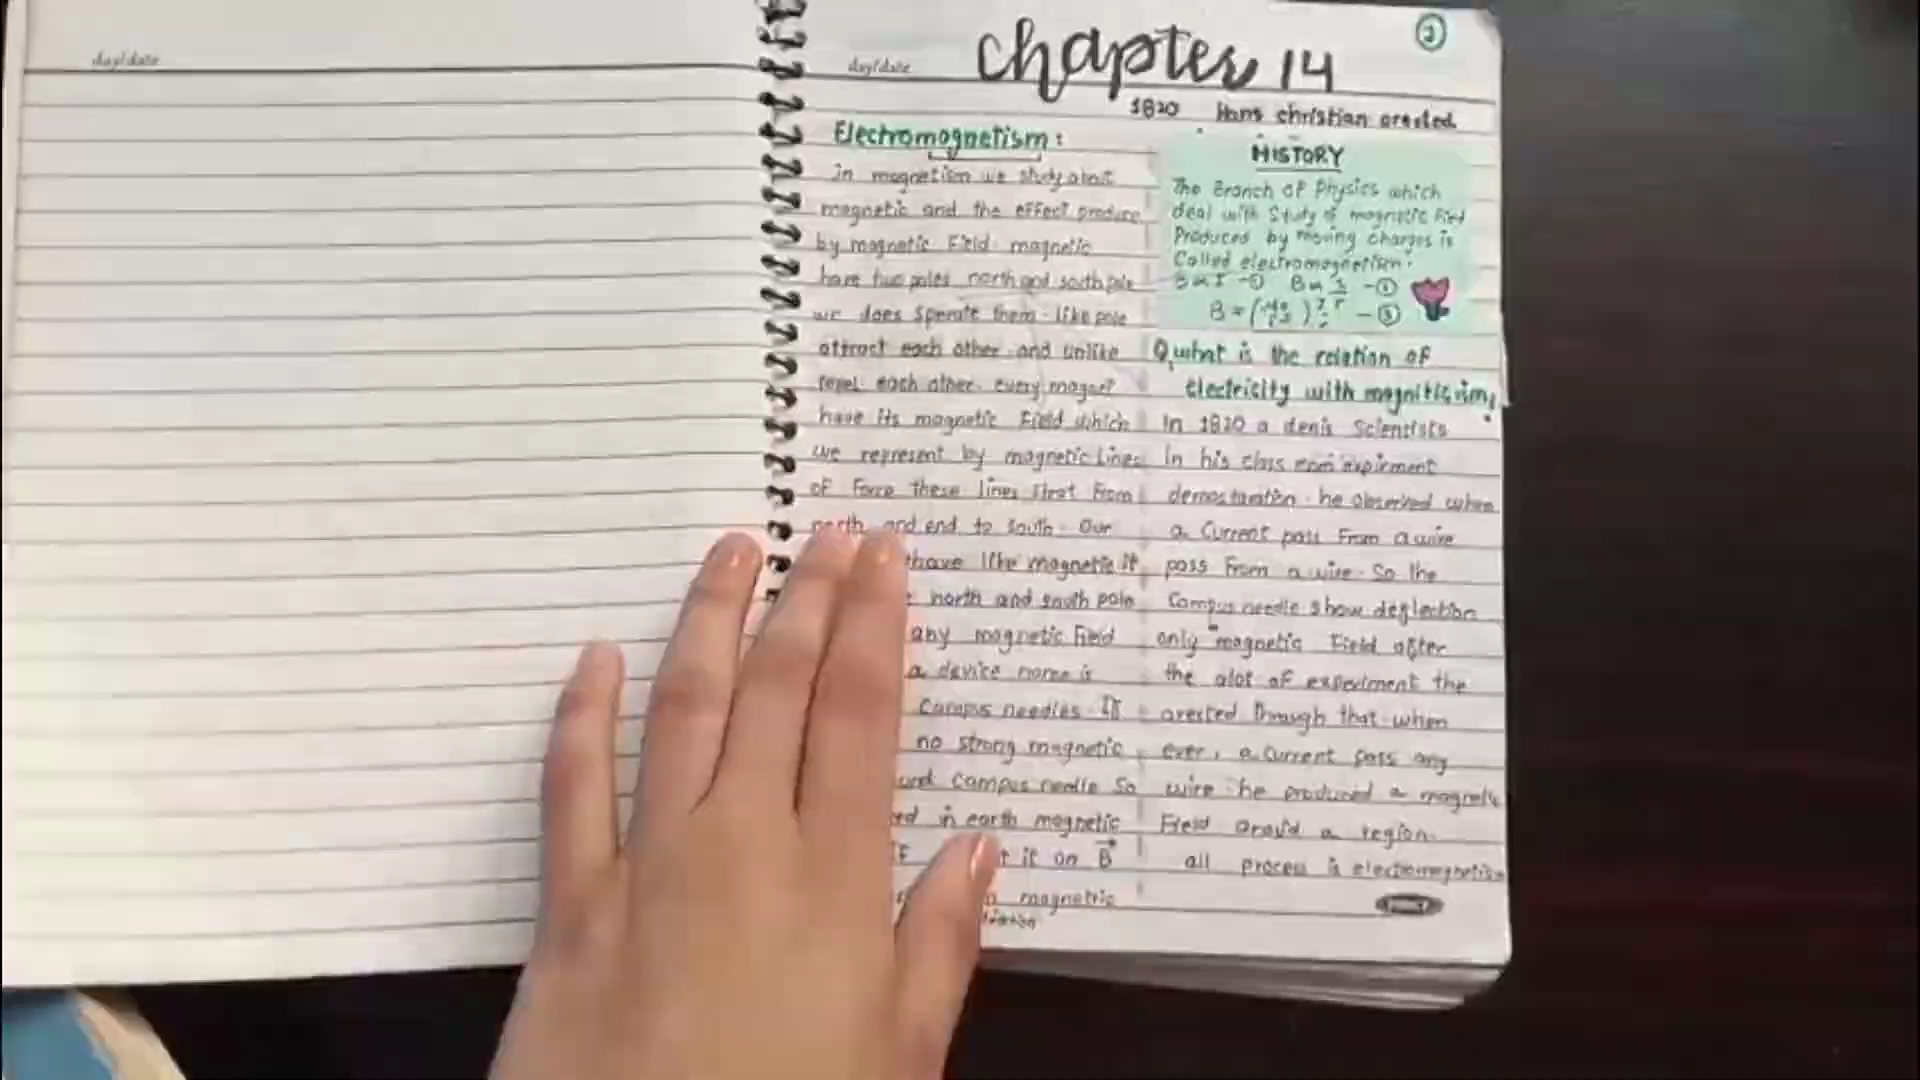 day/date
day/date
chapter 14
2
1820 Hans christian orested.
Electromagnetism:
in magnetism we study about
magnetic and the effect produce
by magnetic Field. magnetic
have two poles north and south pole
we does sperate them. like pole
attract each other and unlike
repel each other. every magnet
have its magnetic Field which
we represent by magnetic lines
of Force these lines strat From
north and end to south. Our
have like magnetic it
north and south pole
any magnetic Field
a device name is
campus needles. If
no strong magnetic
campus needle So
in earth magnetic
it on B
magnetric
HISTORY
The Branch of Physics which
deal with Study of magnetic Field
Produced by moving charges is
Called electromagnetism.
B ∝ I -①
Q, what is the relation of
electricity with magniticism,
In 1820 a denis Scientists
In his class expirment
demostration. he observed when
a Current pass From a wire
pass From a wire. So the
Campus needle show deflection
only magnetic Field after
the alot of experiment the
orested through that when
ever, a Current pass any
wire he produced a magnetic
Field a region.
all process is electromagnetism